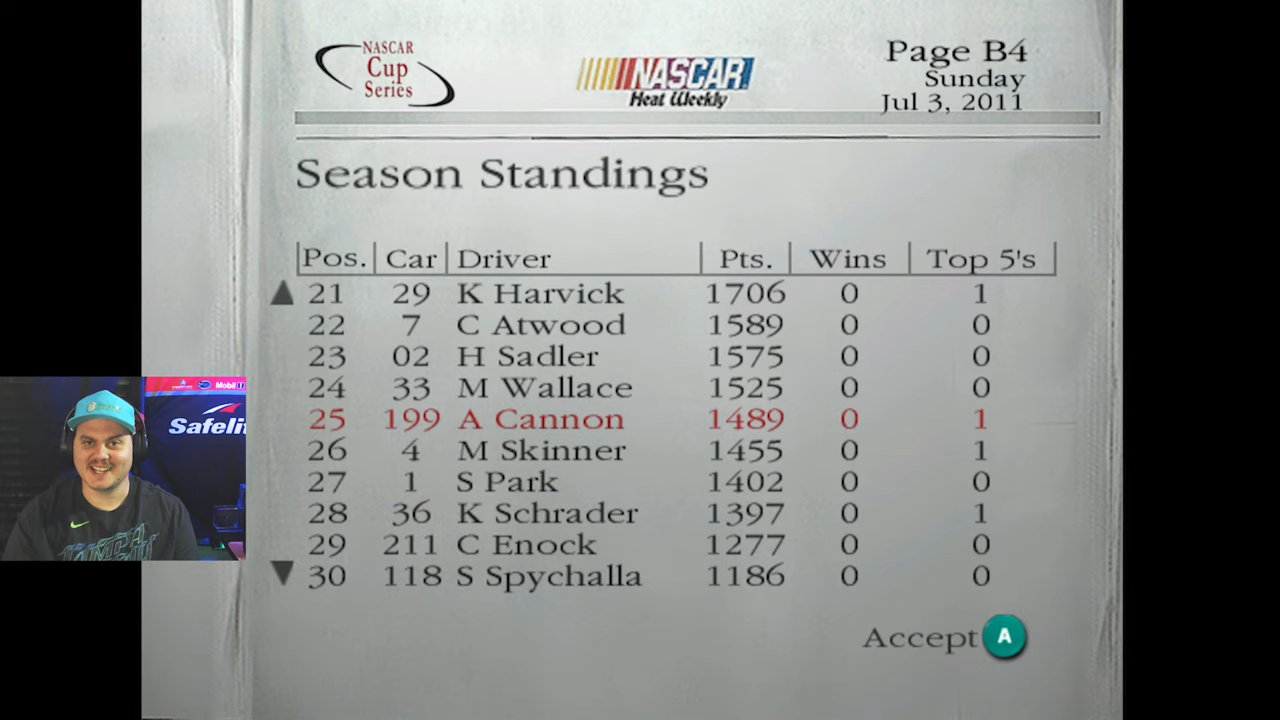 NASCAR
Cup
Series
NASCAR
Heat Weekly
Page B4
Sunday
Jul 3, 2011
Season Standings
Pos. Car Driver Pts. Wins Top 5's
21 29 K Harvick 1706 0 1
22 7 C Atwood 1589 0 0
23 02 H Sadler 1575 0 0
24 33 M Wallace 1525 0 0
25 199 A Cannon 1489 0 1
26 4 M Skinner 1455 0 1
27 1 S Park 1402 0 0
28 36 K Schrader 1397 0 1
29 211 C Enock 1277 0 0
30 118 S Spychalla 1186 0 0
Accept A
Mobil 1
Safelit